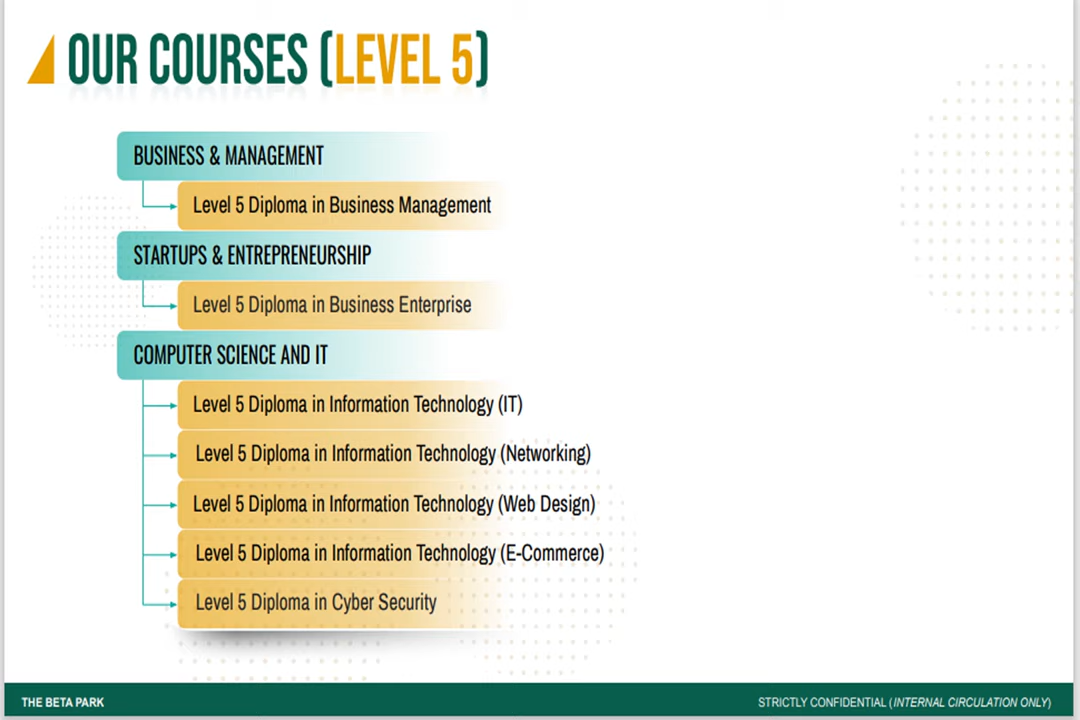 OUR COURSES (LEVEL 5)
BUSINESS & MANAGEMENT
Level 5 Diploma in Business Management
STARTUPS & ENTREPRENEURSHIP
Level 5 Diploma in Business Enterprise
COMPUTER SCIENCE AND IT
Level 5 Diploma in Information Technology (IT)
Level 5 Diploma in Information Technology (Networking)
Level 5 Diploma in Information Technology (Web Design)
Level 5 Diploma in Information Technology (E-Commerce)
Level 5 Diploma in Cyber Security
THE BETA PARK
STRICTLY CONFIDENTIAL (INTERNAL CIRCULATION ONLY)